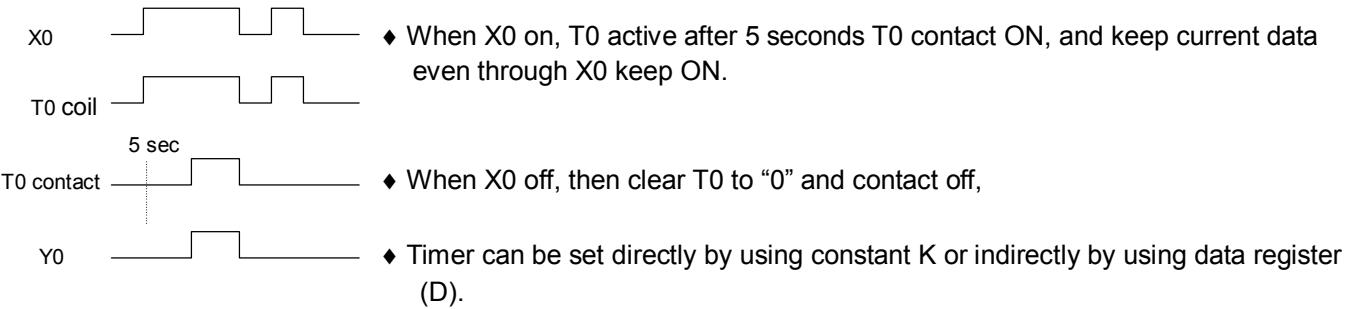 X0
♦ When X0 on, T0 active after 5 seconds T0 contact ON, and keep current data
even through X0 keep ON.
T0 coil
5 sec
T0 contact
♦ When X0 off, then clear T0 to “0” and contact off,
Y0
♦ Timer can be set directly by using constant K or indirectly by using data register
(D).